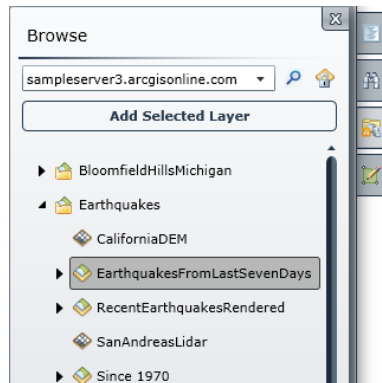 Browse
sampleserver3.arcgisonline.com
Add Selected Layer
BloomfieldHillsMichigan
Earthquakes
CaliforniaDEM
EarthquakesFromLastSevenDays
RecentEarthquakesRendered
SanAndreasLidar
Since 1970